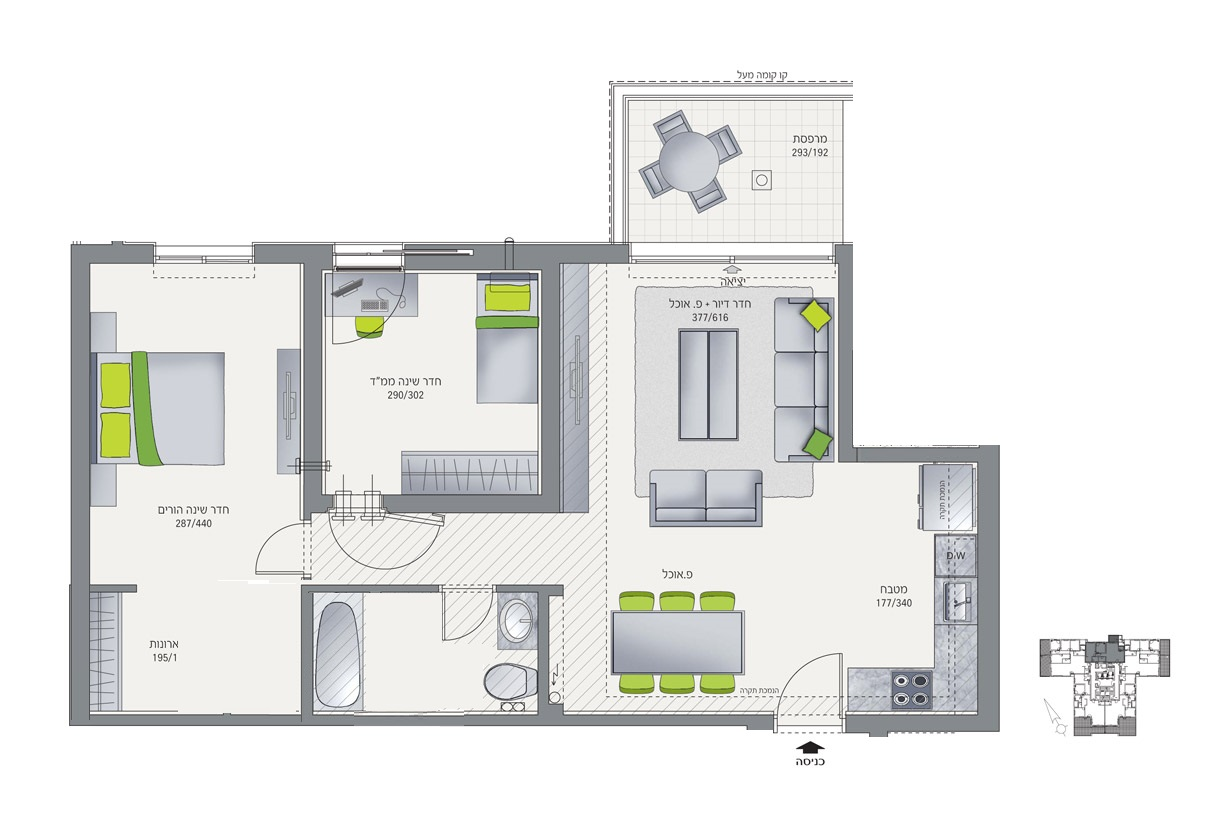 קו קומה מעל
מרפסת
293/192
יציאה
חדר דיור + פ. אוכל
377/616
חדר שינה ממ"ד
290/302
הנמכת תקרה
חדר שינה הורים
287/440
D.W
פ.אוכל
מטבח
177/340
ארונות
195/1
הנמכת תקרה
כניסה